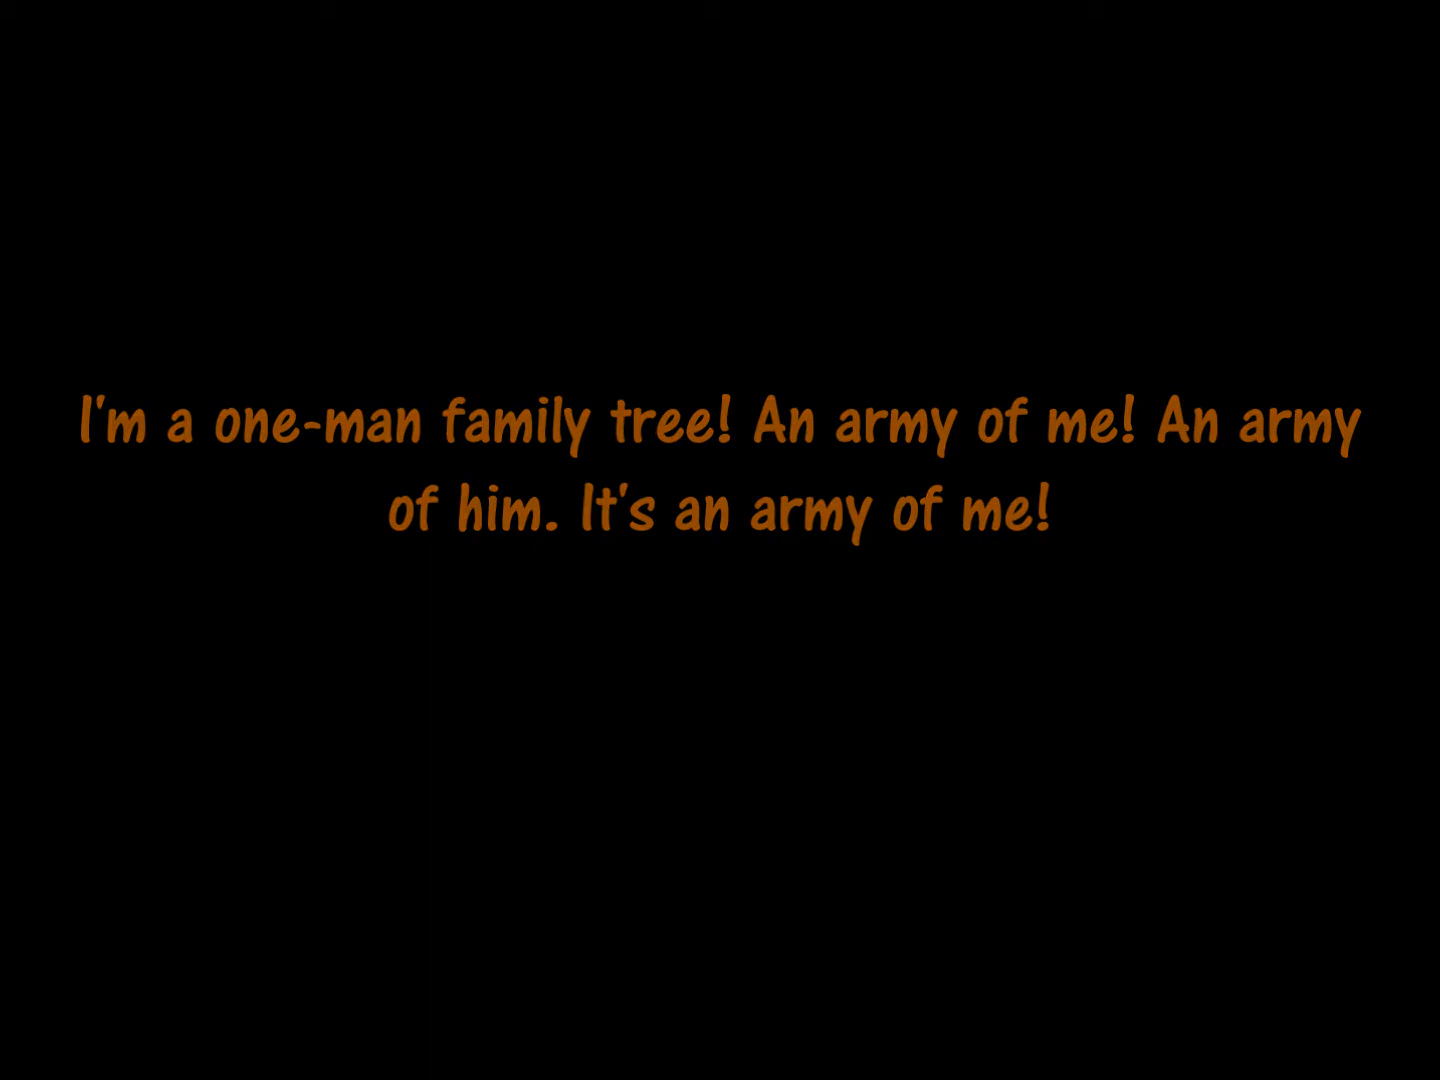 I'm a one-man family tree! An army of me! An army
of him. It's an army of me!